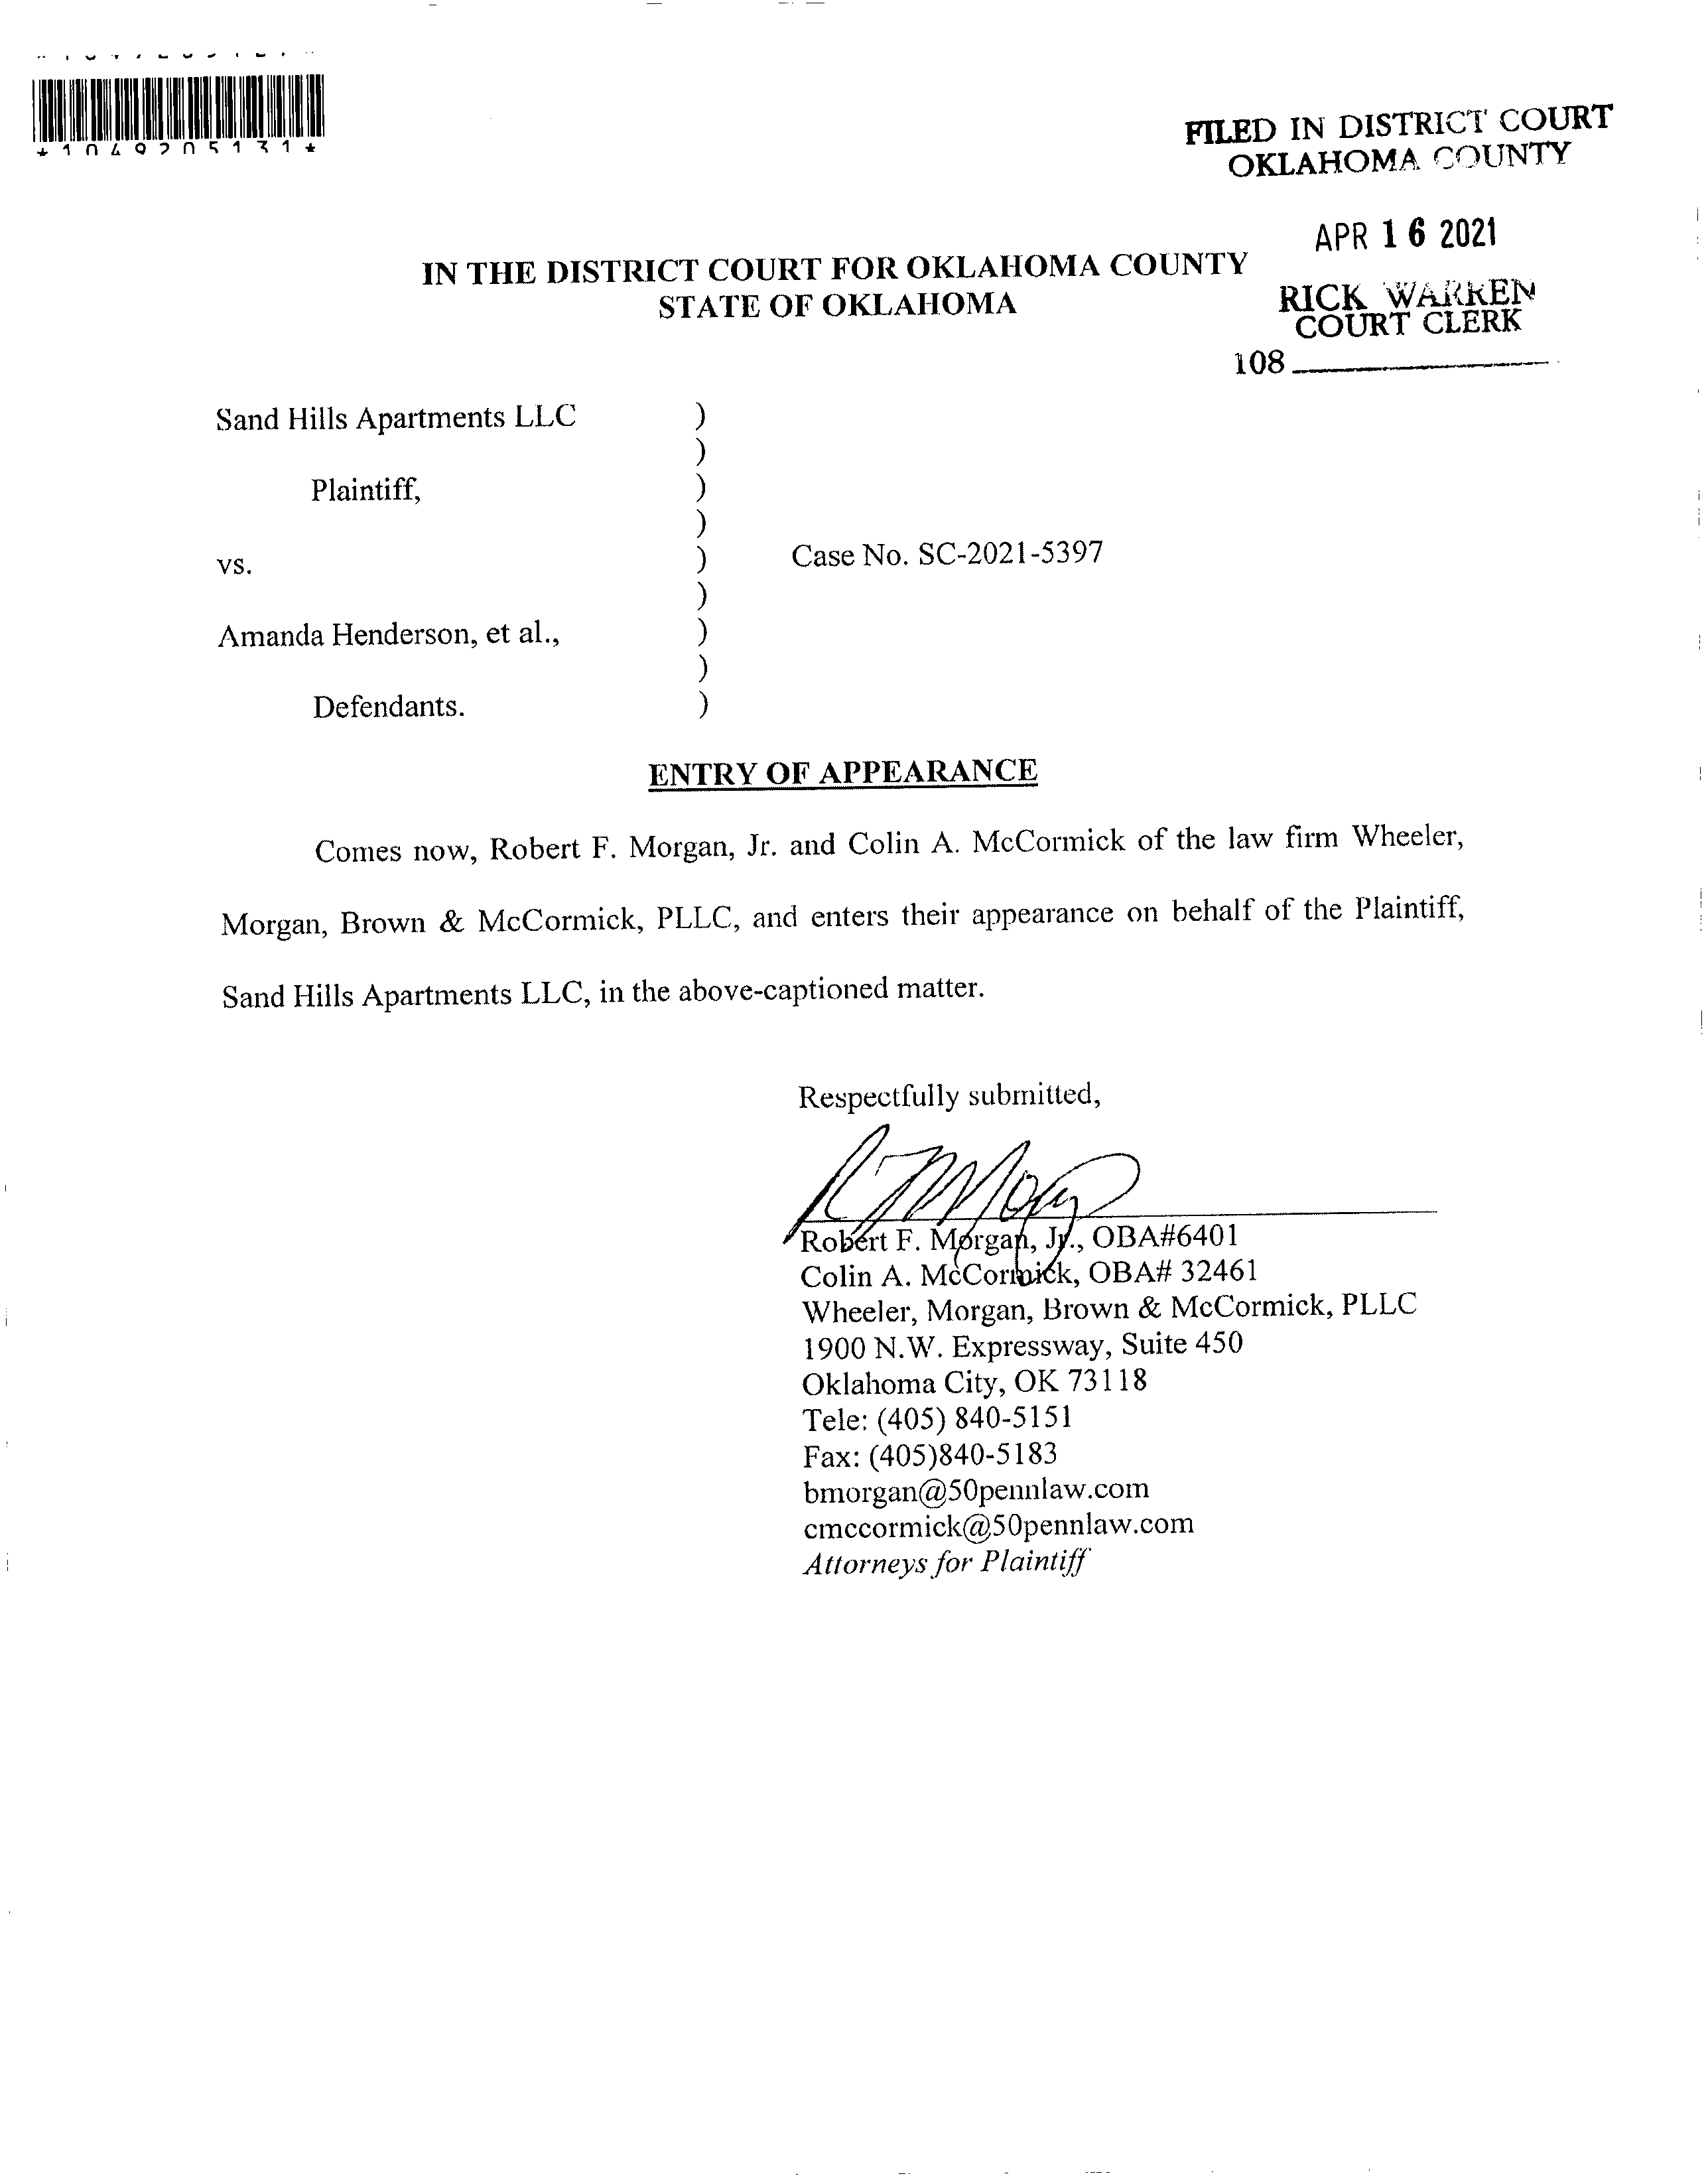 *1049205131*
FILED IN DISTRICT COURT
OKLAHOMA COUNTY
APR 16 2021
RICK WARREN
COURT CLERK
108
IN THE DISTRICT COURT FOR OKLAHOMA COUNTY
STATE OF OKLAHOMA
Sand Hills Apartments LLC )
)
Plaintiff, )
)
vs. ) Case No. SC-2021-5397
)
Amanda Henderson, et al., )
)
Defendants. )
ENTRY OF APPEARANCE
Comes now, Robert F. Morgan, Jr. and Colin A. McCormick of the law firm Wheeler,
Morgan, Brown & McCormick, PLLC, and enters their appearance on behalf of the Plaintiff,
Sand Hills Apartments LLC, in the above-captioned matter.
Respectfully submitted,
Robert F. Morgan, Jr., OBA#6401
Colin A. McCormick, OBA# 32461
Wheeler, Morgan, Brown & McCormick, PLLC
1900 N.W. Expressway, Suite 450
Oklahoma City, OK 73118
Tele: (405) 840-5151
Fax: (405)840-5183
bmorgan@50pennlaw.com
cmccormick@50pennlaw.com
Attorneys for Plaintiff